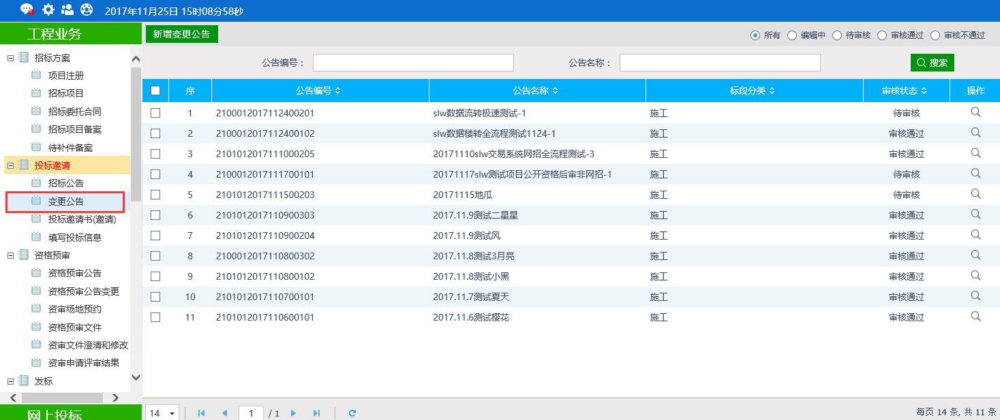 2017年11月25日 15时08分58秒
工程业务
招标方案
项目注册
招标项目
招标委托合同
招标项目备案
待补件备案
投标邀请
招标公告
变更公告
投标邀请书(邀请)
填写投标信息
资格预审
资格预审公告
资格预审公告变更
资审场地预约
资格预审文件
资审文件澄清和修改
资审申请评审结果
发标
网上投标
新增变更公告
所有 编辑中 待审核 审核通过 审核不通过
公告编号： 公告名称： 搜索
序 公告编号 公告名称 标段分类 审核状态 操作
1 2100012017112400201 slw数据流转极速测试-1 施工 待审核
2 2100012017112400102 slw数据楼转全流程测试1124-1 施工 审核通过
3 2101012017111000205 20171110slw交易系统网招全流程测试-3 施工 审核通过
4 2100012017111700101 20171117slw测试项目公开资格后审非网招-1 施工 待审核
5 2101012017111500203 20171115地瓜 施工 待审核
6 2101012017110900303 2017.11.9测试二星星 施工 审核通过
7 2101012017110900204 2017.11.9测试风 施工 审核通过
8 2100012017110800302 2017.11.8测试3月亮 施工 审核通过
9 2101012017110800102 2017.11.8测试小黑 施工 审核通过
10 2101012017110700101 2017.11.7测试夏天 施工 审核通过
11 2101012017110600101 2017.11.6测试樱花 施工 审核通过
14 1 / 1 每页 14 条, 共 11 条